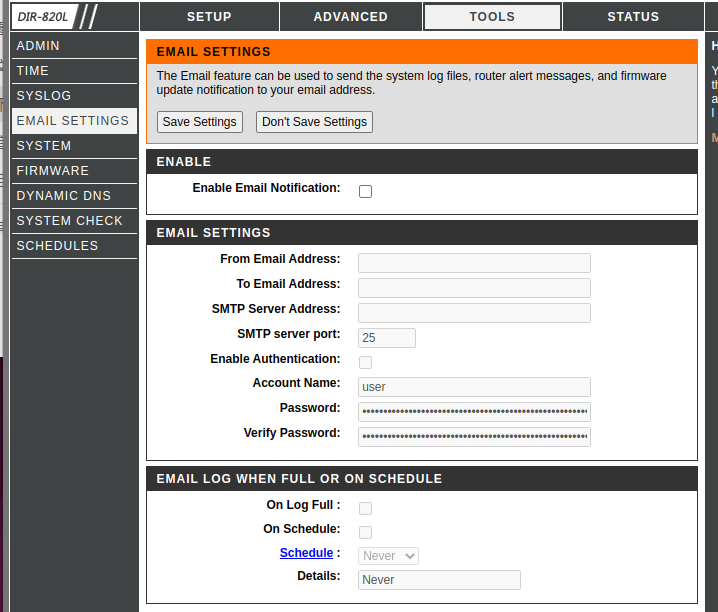 DIR-820L SETUP ADVANCED TOOLS STATUS
ADMIN
TIME
SYSLOG
EMAIL SETTINGS
SYSTEM
FIRMWARE
DYNAMIC DNS
SYSTEM CHECK
SCHEDULES
EMAIL SETTINGS
The Email feature can be used to send the system log files, router alert messages, and firmware
update notification to your email address.
Save Settings Don't Save Settings
ENABLE
Enable Email Notification:
EMAIL SETTINGS
From Email Address:
To Email Address:
SMTP Server Address:
SMTP server port: 25
Enable Authentication:
Account Name: user
Password: ••••••••••••••••••••••••••••••••••••••••••••••••
Verify Password: ••••••••••••••••••••••••••••••••••••••••••••••••
EMAIL LOG WHEN FULL OR ON SCHEDULE
On Log Full :
On Schedule:
Schedule : Never
Details: Never